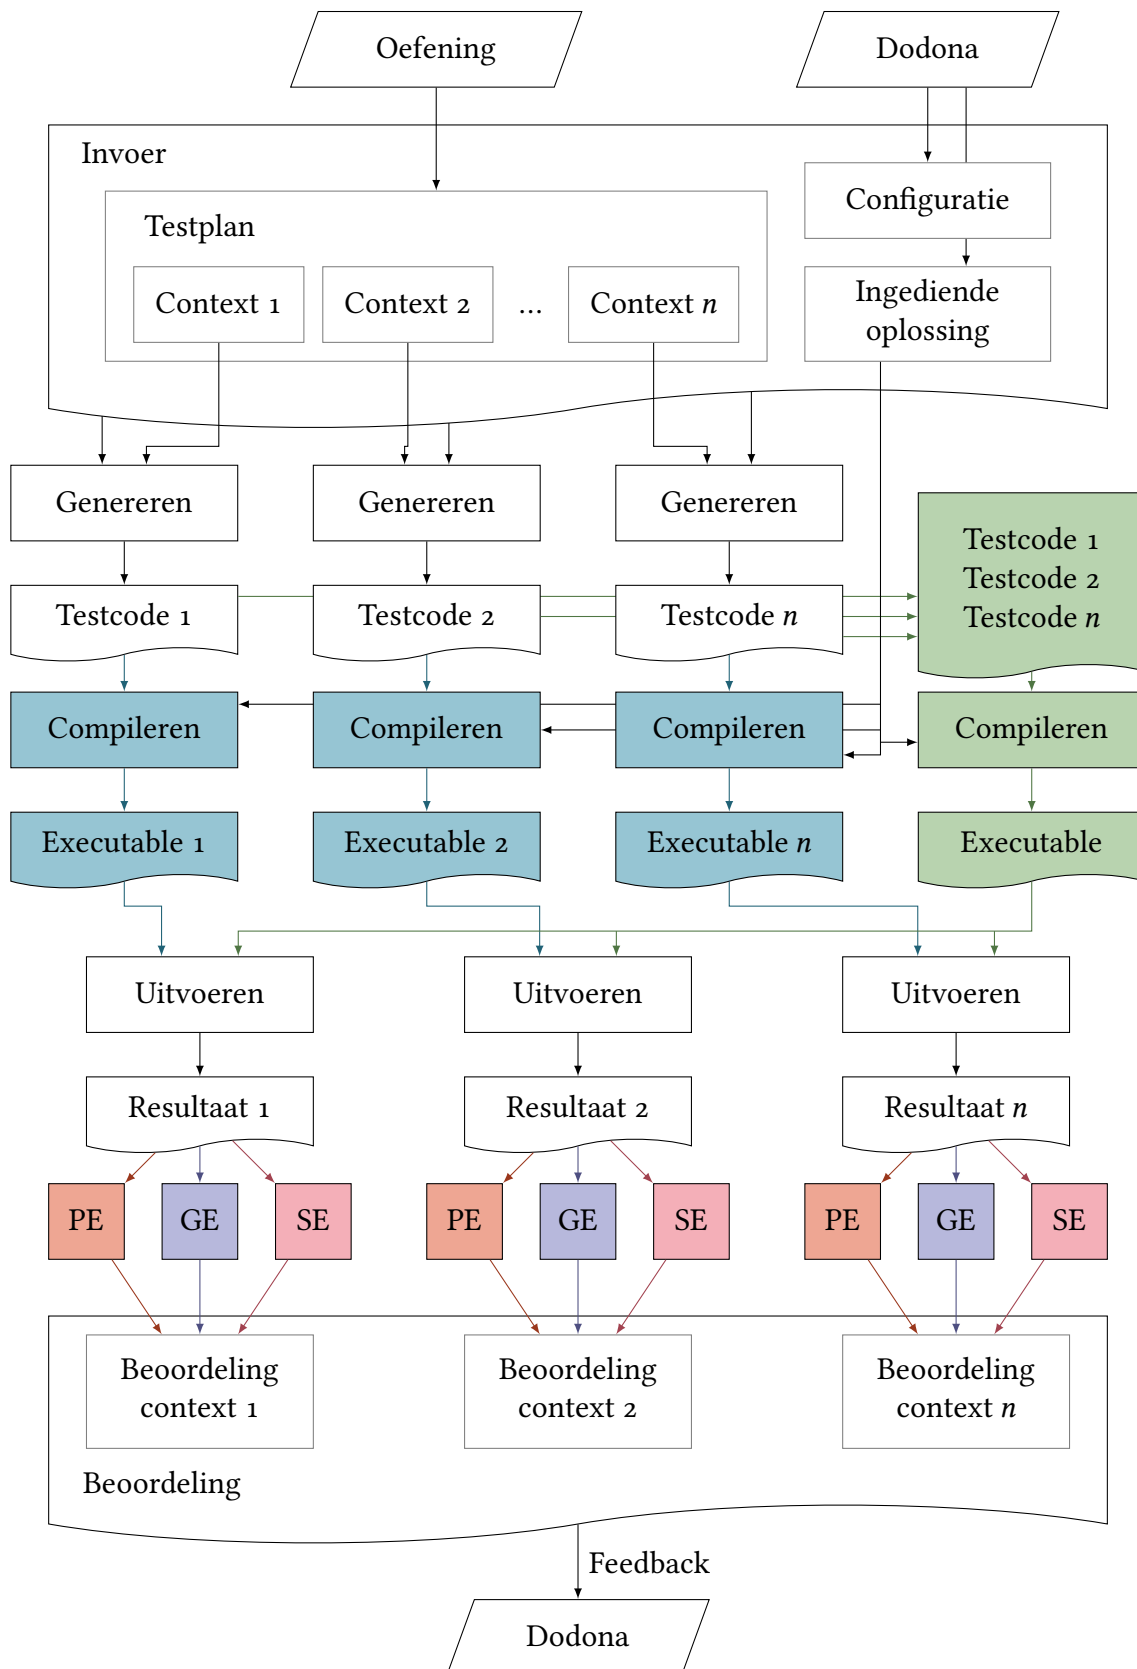 Oefening
Dodona
Invoer
Testplan
Configuratie
Context 1
Context 2
...
Context n
Ingediende
oplossing
Genereren
Genereren
Genereren
Testcode 1
Testcode 2
Testcode n
Testcode 1
Testcode 2
Testcode n
Compileren
Compileren
Compileren
Compileren
Executable 1
Executable 2
Executable n
Executable
Uitvoeren
Uitvoeren
Uitvoeren
Resultaat 1
Resultaat 2
Resultaat n
PE
GE
SE
PE
GE
SE
PE
GE
SE
Beoordeling
context 1
Beoordeling
context 2
Beoordeling
context n
Beoordeling
Feedback
Dodona